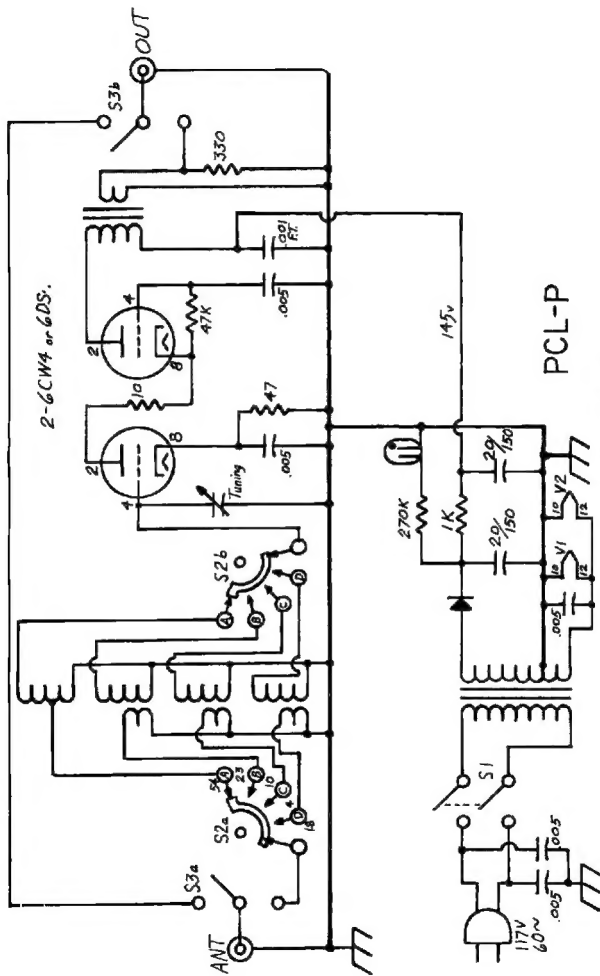 2-6CW4 or 6DS.
S3b
OUT
330
.001
F.T.
.005
47K
2
4
8
10
2
4
8
47
.005
Tuning
S2b
A
B
C
D
54
A
23
B
10
C
4
D
1.8
S2a
S3a
ANT
145v
PCL-P
270K
1K
20/150
20/150
10
V1
12
10
V2
12
.005
S1
.005
.005
117V
60~